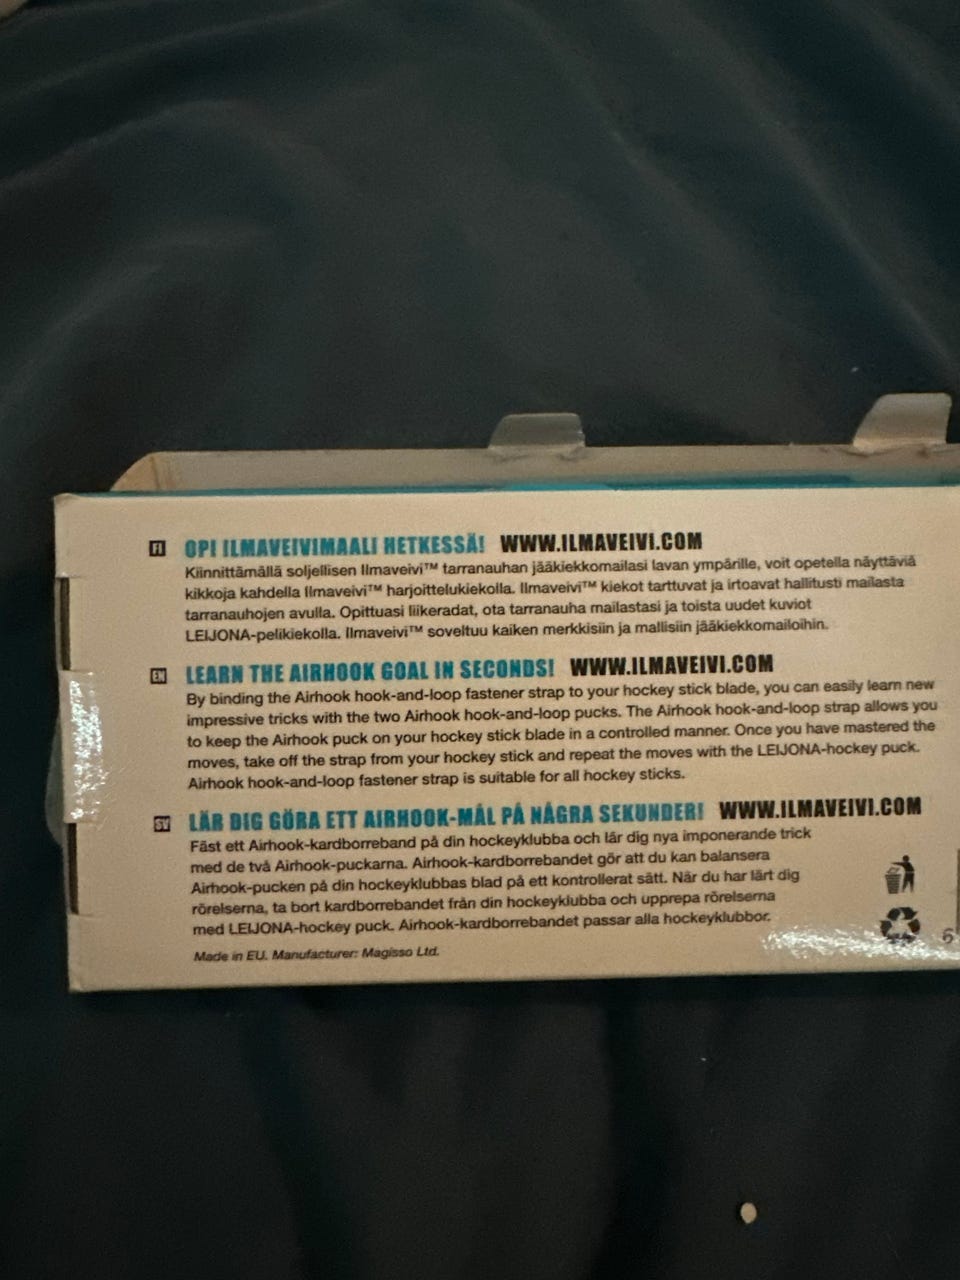 FI OPI ILMAVEIVIMAALI HETKESSÄ! WWW.ILMAVEIVI.COM
Kiinnittämällä soljellisen Ilmaveivi™ tarranauhan jääkiekkomailasi lavan ympärille, voit opetella näyttäviä
kikkoja kahdella Ilmaveivi™ harjoittelukiekolla. Ilmaveivi™ kiekot tarttuvat ja irtoavat hallitusti mailasta
tarranauhojen avulla. Opittuasi liikeradat, ota tarranauha mailastasi ja toista uudet kuviot
LEIJONA-pelikiekolla. Ilmaveivi™ soveltuu kaiken merkkisiin ja mallisiin jääkiekkomailoihin.
EN LEARN THE AIRHOOK GOAL IN SECONDS! WWW.ILMAVEIVI.COM
By binding the Airhook hook-and-loop fastener strap to your hockey stick blade, you can easily learn new
impressive tricks with the two Airhook hook-and-loop pucks. The Airhook hook-and-loop strap allows you
to keep the Airhook puck on your hockey stick blade in a controlled manner. Once you have mastered the
moves, take off the strap from your hockey stick and repeat the moves with the LEIJONA-hockey puck.
Airhook hook-and-loop fastener strap is suitable for all hockey sticks.
SV LÄR DIG GÖRA ETT AIRHOOK-MÅL PÅ NÅGRA SEKUNDER! WWW.ILMAVEIVI.COM
Fäst ett Airhook-kardborreband på din hockeyklubba och lär dig nya imponerande trick
med de två Airhook-puckarna. Airhook-kardborrebandet gör att du kan balansera
Airhook-pucken på din hockeyklubbas blad på ett kontrollerat sätt. När du har lärt dig
rörelserna, ta bort kardborrebandet från din hockeyklubba och upprepa rörelserna
med LEIJONA-hockey puck. Airhook-kardborrebandet passar alla hockeyklubbor.
Made in EU. Manufacturer: Magisso Ltd.
6